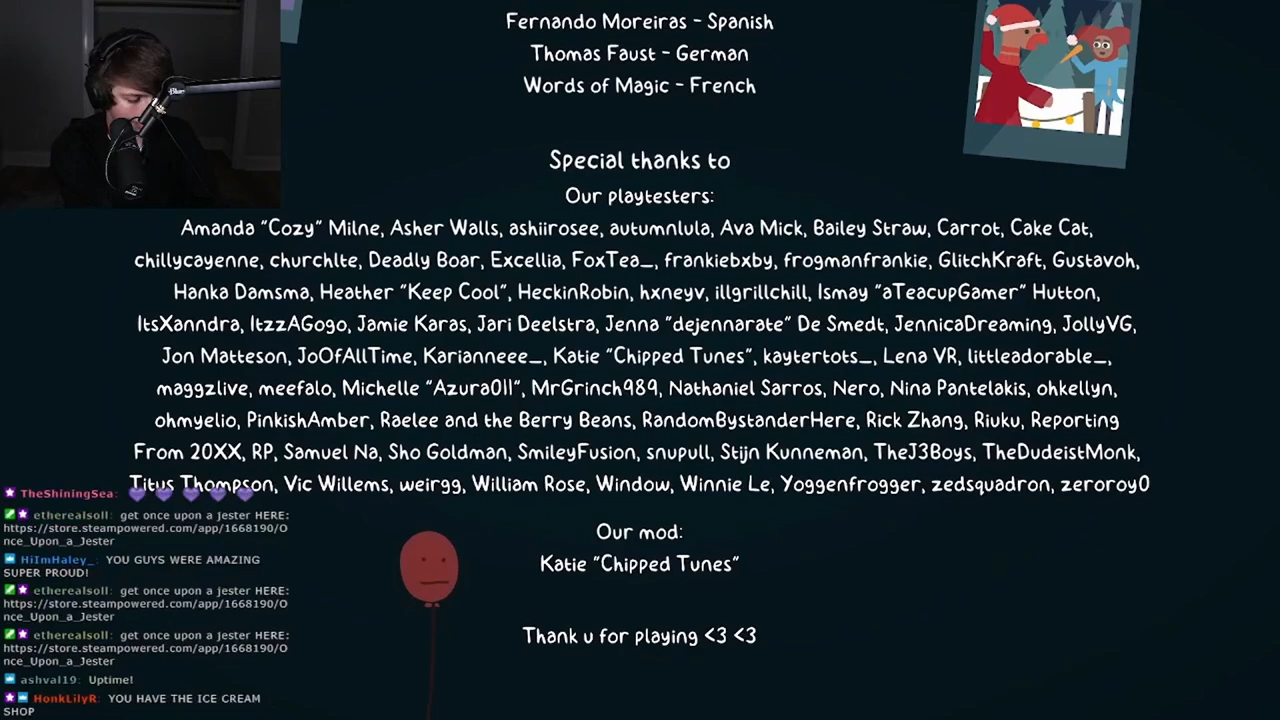 Fernando Moreiras - Spanish
Thomas Faust - German
Words of Magic - French
Special thanks to
Our playtesters:
Amanda "Cozy" Milne, Asher Walls, ashiirosee, autumnlula, Ava Mick, Bailey Straw, Carrot, Cake Cat,
chillycayenne, churchlte, Deadly Boar, Excellia, FoxTea_, frankiebxby, frogmanfrankie, GlitchKraft, Gustavoh,
Hanka Damsma, Heather "Keep Cool", HeckinRobin, hxneyv, illgrillchill, Ismay "aTeacupGamer" Hutton,
ItsXanndra, ItzzAGogo, Jamie Karas, Jari Deelstra, Jenna "dejennarate" De Smedt, JennicaDreaming, JollyVG,
Jon Matteson, JoOfAllTime, Karianneee_, Katie "Chipped Tunes", kaytertots_, Lena VR, littleadorable_,
maggzlive, meefalo, Michelle "Azura011", MrGrinch989, Nathaniel Sarros, Nero, Nina Pantelakis, ohkellyn,
ohmyelio, PinkishAmber, Raelee and the Berry Beans, RandomBystanderHere, Rick Zhang, Riuku, Reporting
From 20XX, RP, Samuel Na, Sho Goldman, SmileyFusion, snupull, Stijn Kunneman, TheJ3Boys, TheDudeistMonk,
Titus Thompson, Vic Willems, weirgg, William Rose, Window, Winnie Le, Yoggenfrogger, zedsquadron, zeroroy0
Our mod:
Katie "Chipped Tunes"
Thank u for playing <3 <3
TheShiningSea:
etherealsoll: get once upon a jester HERE:
https://store.steampowered.com/app/1668190/O
nce_Upon_a_Jester
HiImHaley_: YOU GUYS WERE AMAZING
SUPER PROUD!
etherealsoll: get once upon a jester HERE:
https://store.steampowered.com/app/1668190/O
nce_Upon_a_Jester
etherealsoll: get once upon a jester HERE:
https://store.steampowered.com/app/1668190/O
nce_Upon_a_Jester
ashval19: Uptime!
HonkLilyR: YOU HAVE THE ICE CREAM
SHOP